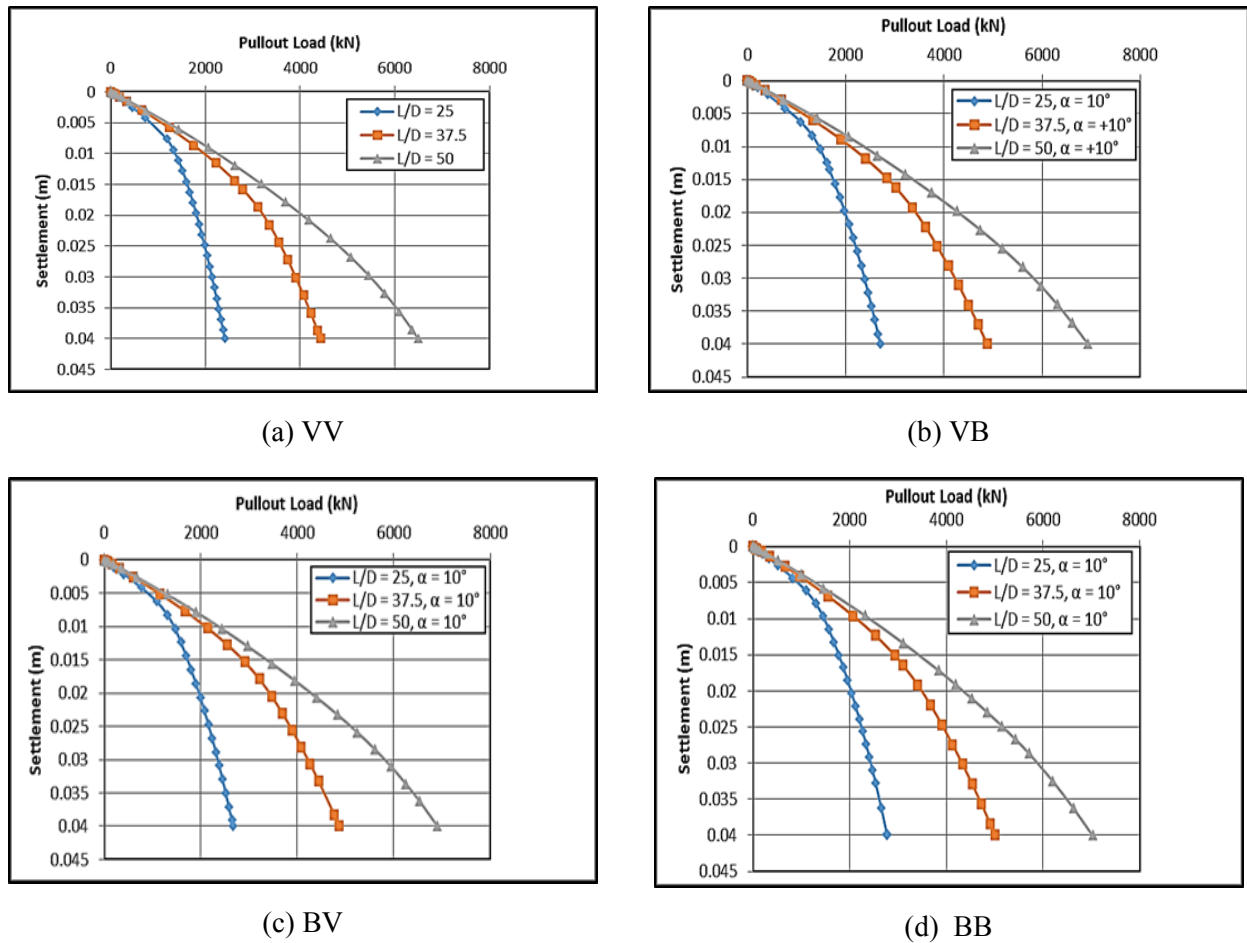 Pullout Load (kN)
0 2000 4000 6000 8000
0
0.005
0.01
0.015
0.02
0.025
0.03
0.035
0.04
0.045
Settlement (m)
L/D = 25
L/D = 37.5
L/D = 50
(a) VV
Pullout Load (kN)
0 2000 4000 6000 8000
0
0.005
0.01
0.015
0.02
0.025
0.03
0.035
0.04
0.045
Settlement (m)
L/D = 25, α = 10°
L/D = 37.5, α = +10°
L/D = 50, α = +10°
(b) VB
Pullout Load (kN)
0 2000 4000 6000 8000
0
0.005
0.01
0.015
0.02
0.025
0.03
0.035
0.04
0.045
Settlement (m)
L/D = 25, α = 10°
L/D = 37.5, α = 10°
L/D = 50, α = 10°
(c) BV
Pullout Load (kN)
0 2000 4000 6000 8000
0
0.005
0.01
0.015
0.02
0.025
0.03
0.035
0.04
0.045
Settlement (m)
L/D = 25, α = 10°
L/D = 37.5, α = 10°
L/D = 50, α = 10°
(d) BB